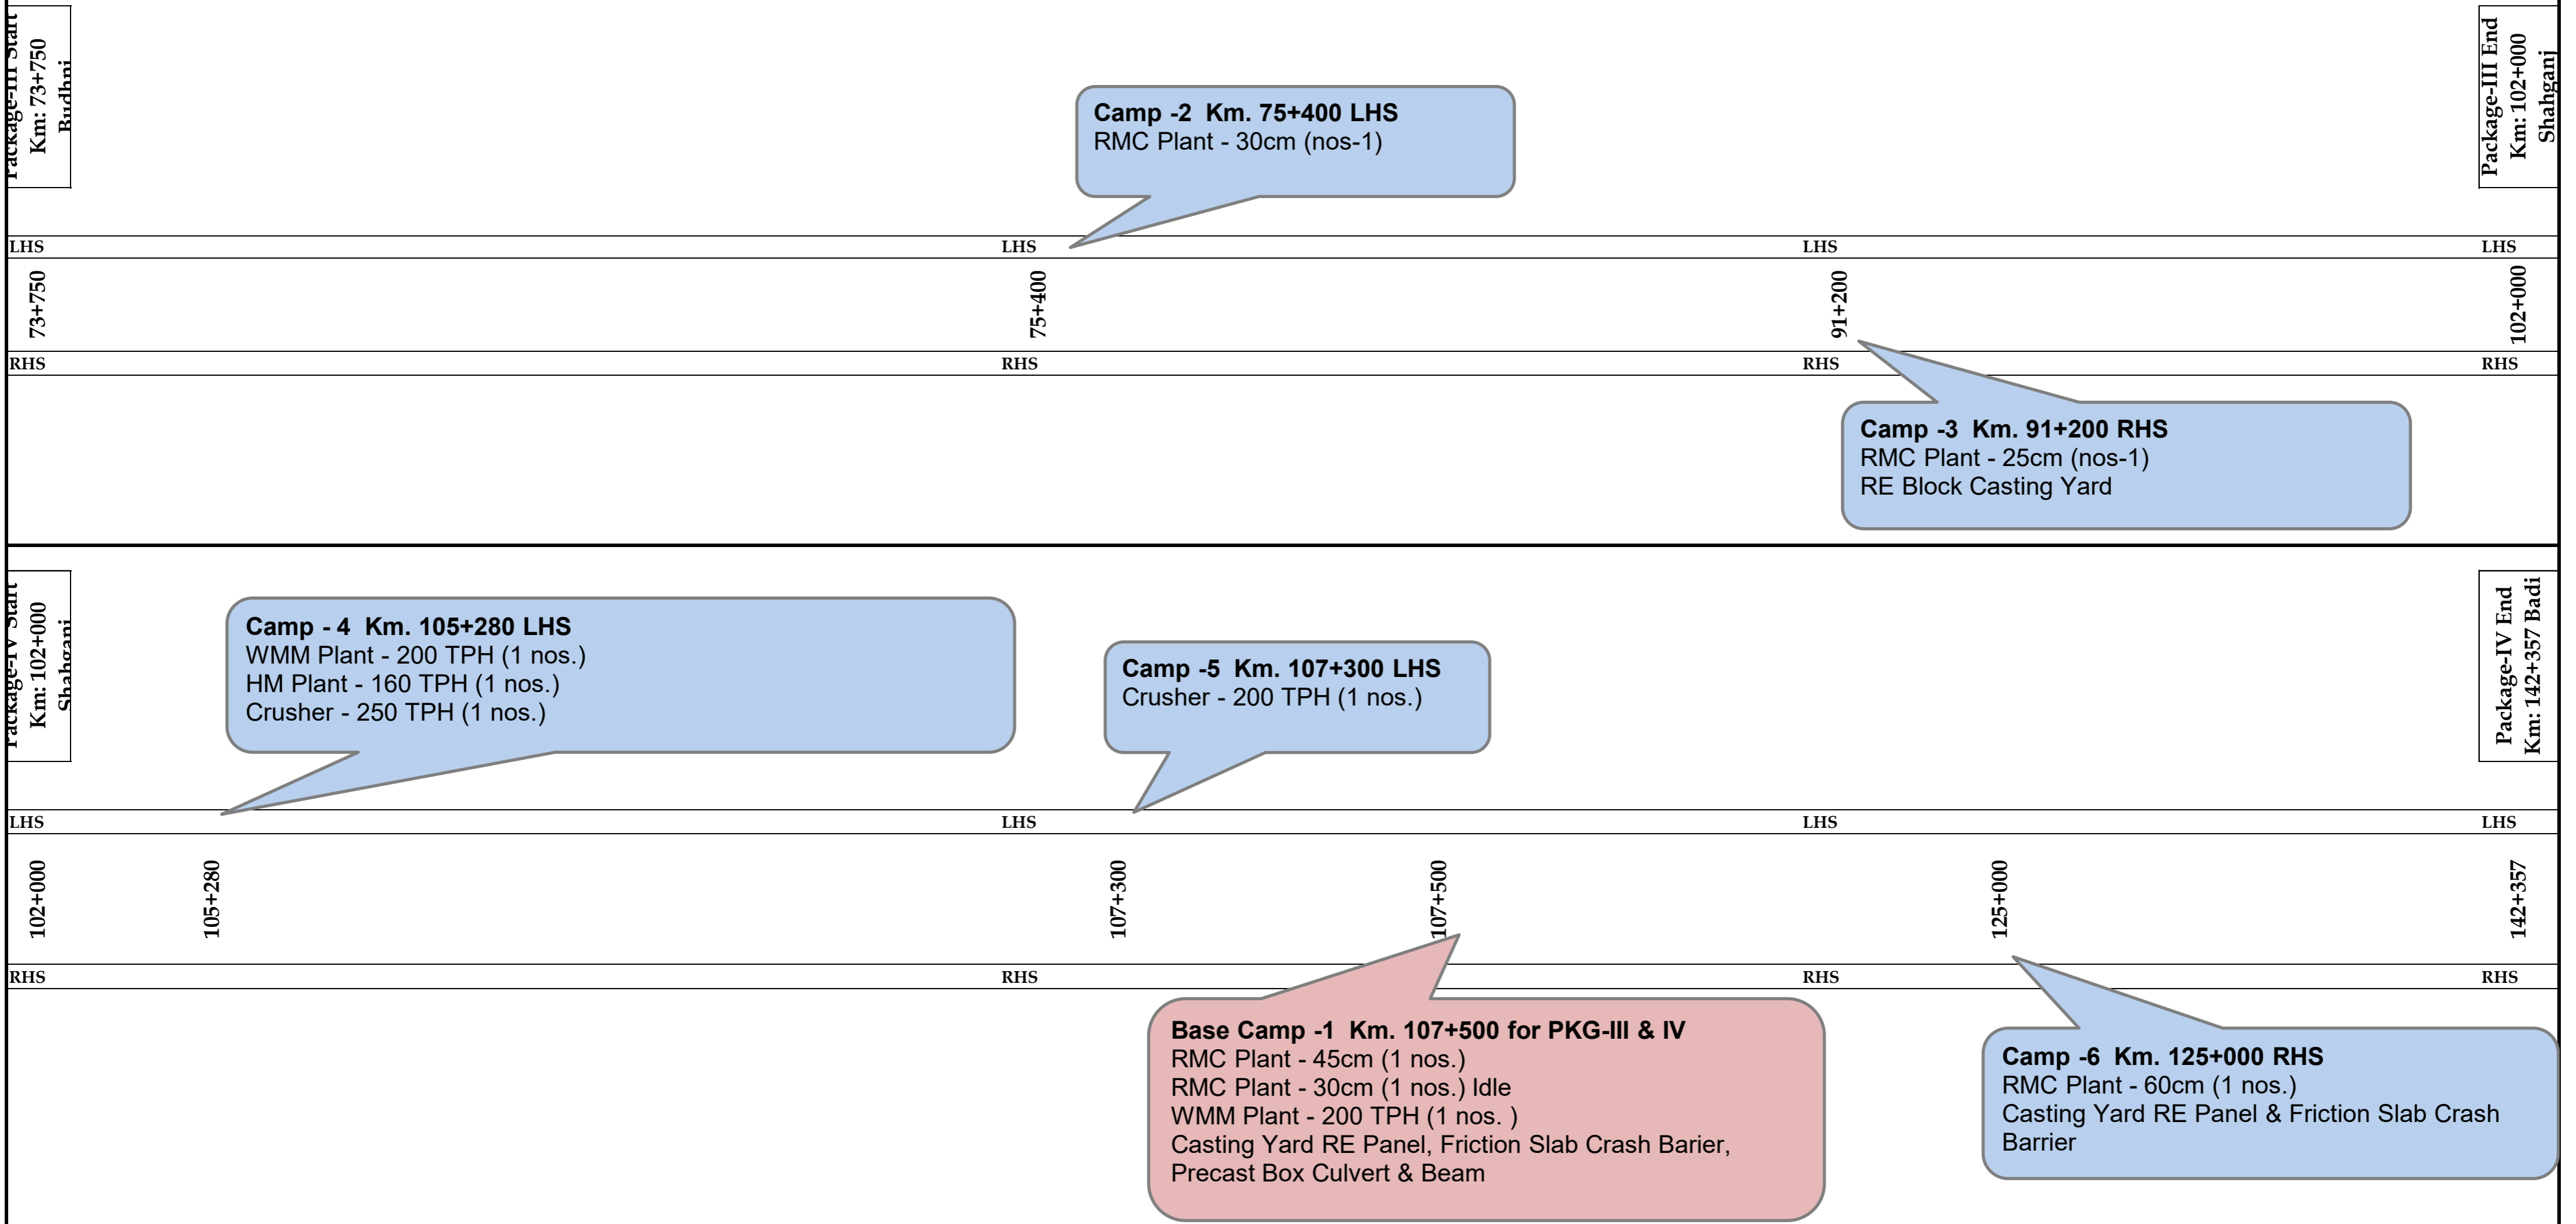 Package-III Start
Km: 73+750
Budhni
Package-III End
Km: 102+000
Shahganj
Camp -2  Km. 75+400 LHS
RMC Plant - 30cm (nos-1)
LHS LHS LHS LHS
73+750 75+400 91+200 102+000
RHS RHS RHS RHS
Camp -3  Km. 91+200 RHS
RMC Plant - 25cm (nos-1)
RE Block Casting Yard
Package-IV Start
Km: 102+000
Shahganj
Package-IV End
Km: 142+357 Badi
Camp - 4  Km. 105+280 LHS
WMM Plant - 200 TPH (1 nos.)
HM Plant - 160 TPH (1 nos.)
Crusher - 250 TPH (1 nos.)
Camp -5  Km. 107+300 LHS
Crusher - 200 TPH (1 nos.)
LHS LHS LHS LHS
102+000 105+280 107+300 107+500 125+000 142+357
RHS RHS RHS RHS
Base Camp -1  Km. 107+500 for PKG-III & IV
RMC Plant - 45cm (1 nos.)
RMC Plant - 30cm (1 nos.) Idle
WMM Plant - 200 TPH (1 nos. )
Casting Yard RE Panel, Friction Slab Crash Barier,
Precast Box Culvert & Beam
Camp -6  Km. 125+000 RHS
RMC Plant - 60cm (1 nos.)
Casting Yard RE Panel & Friction Slab Crash
Barrier